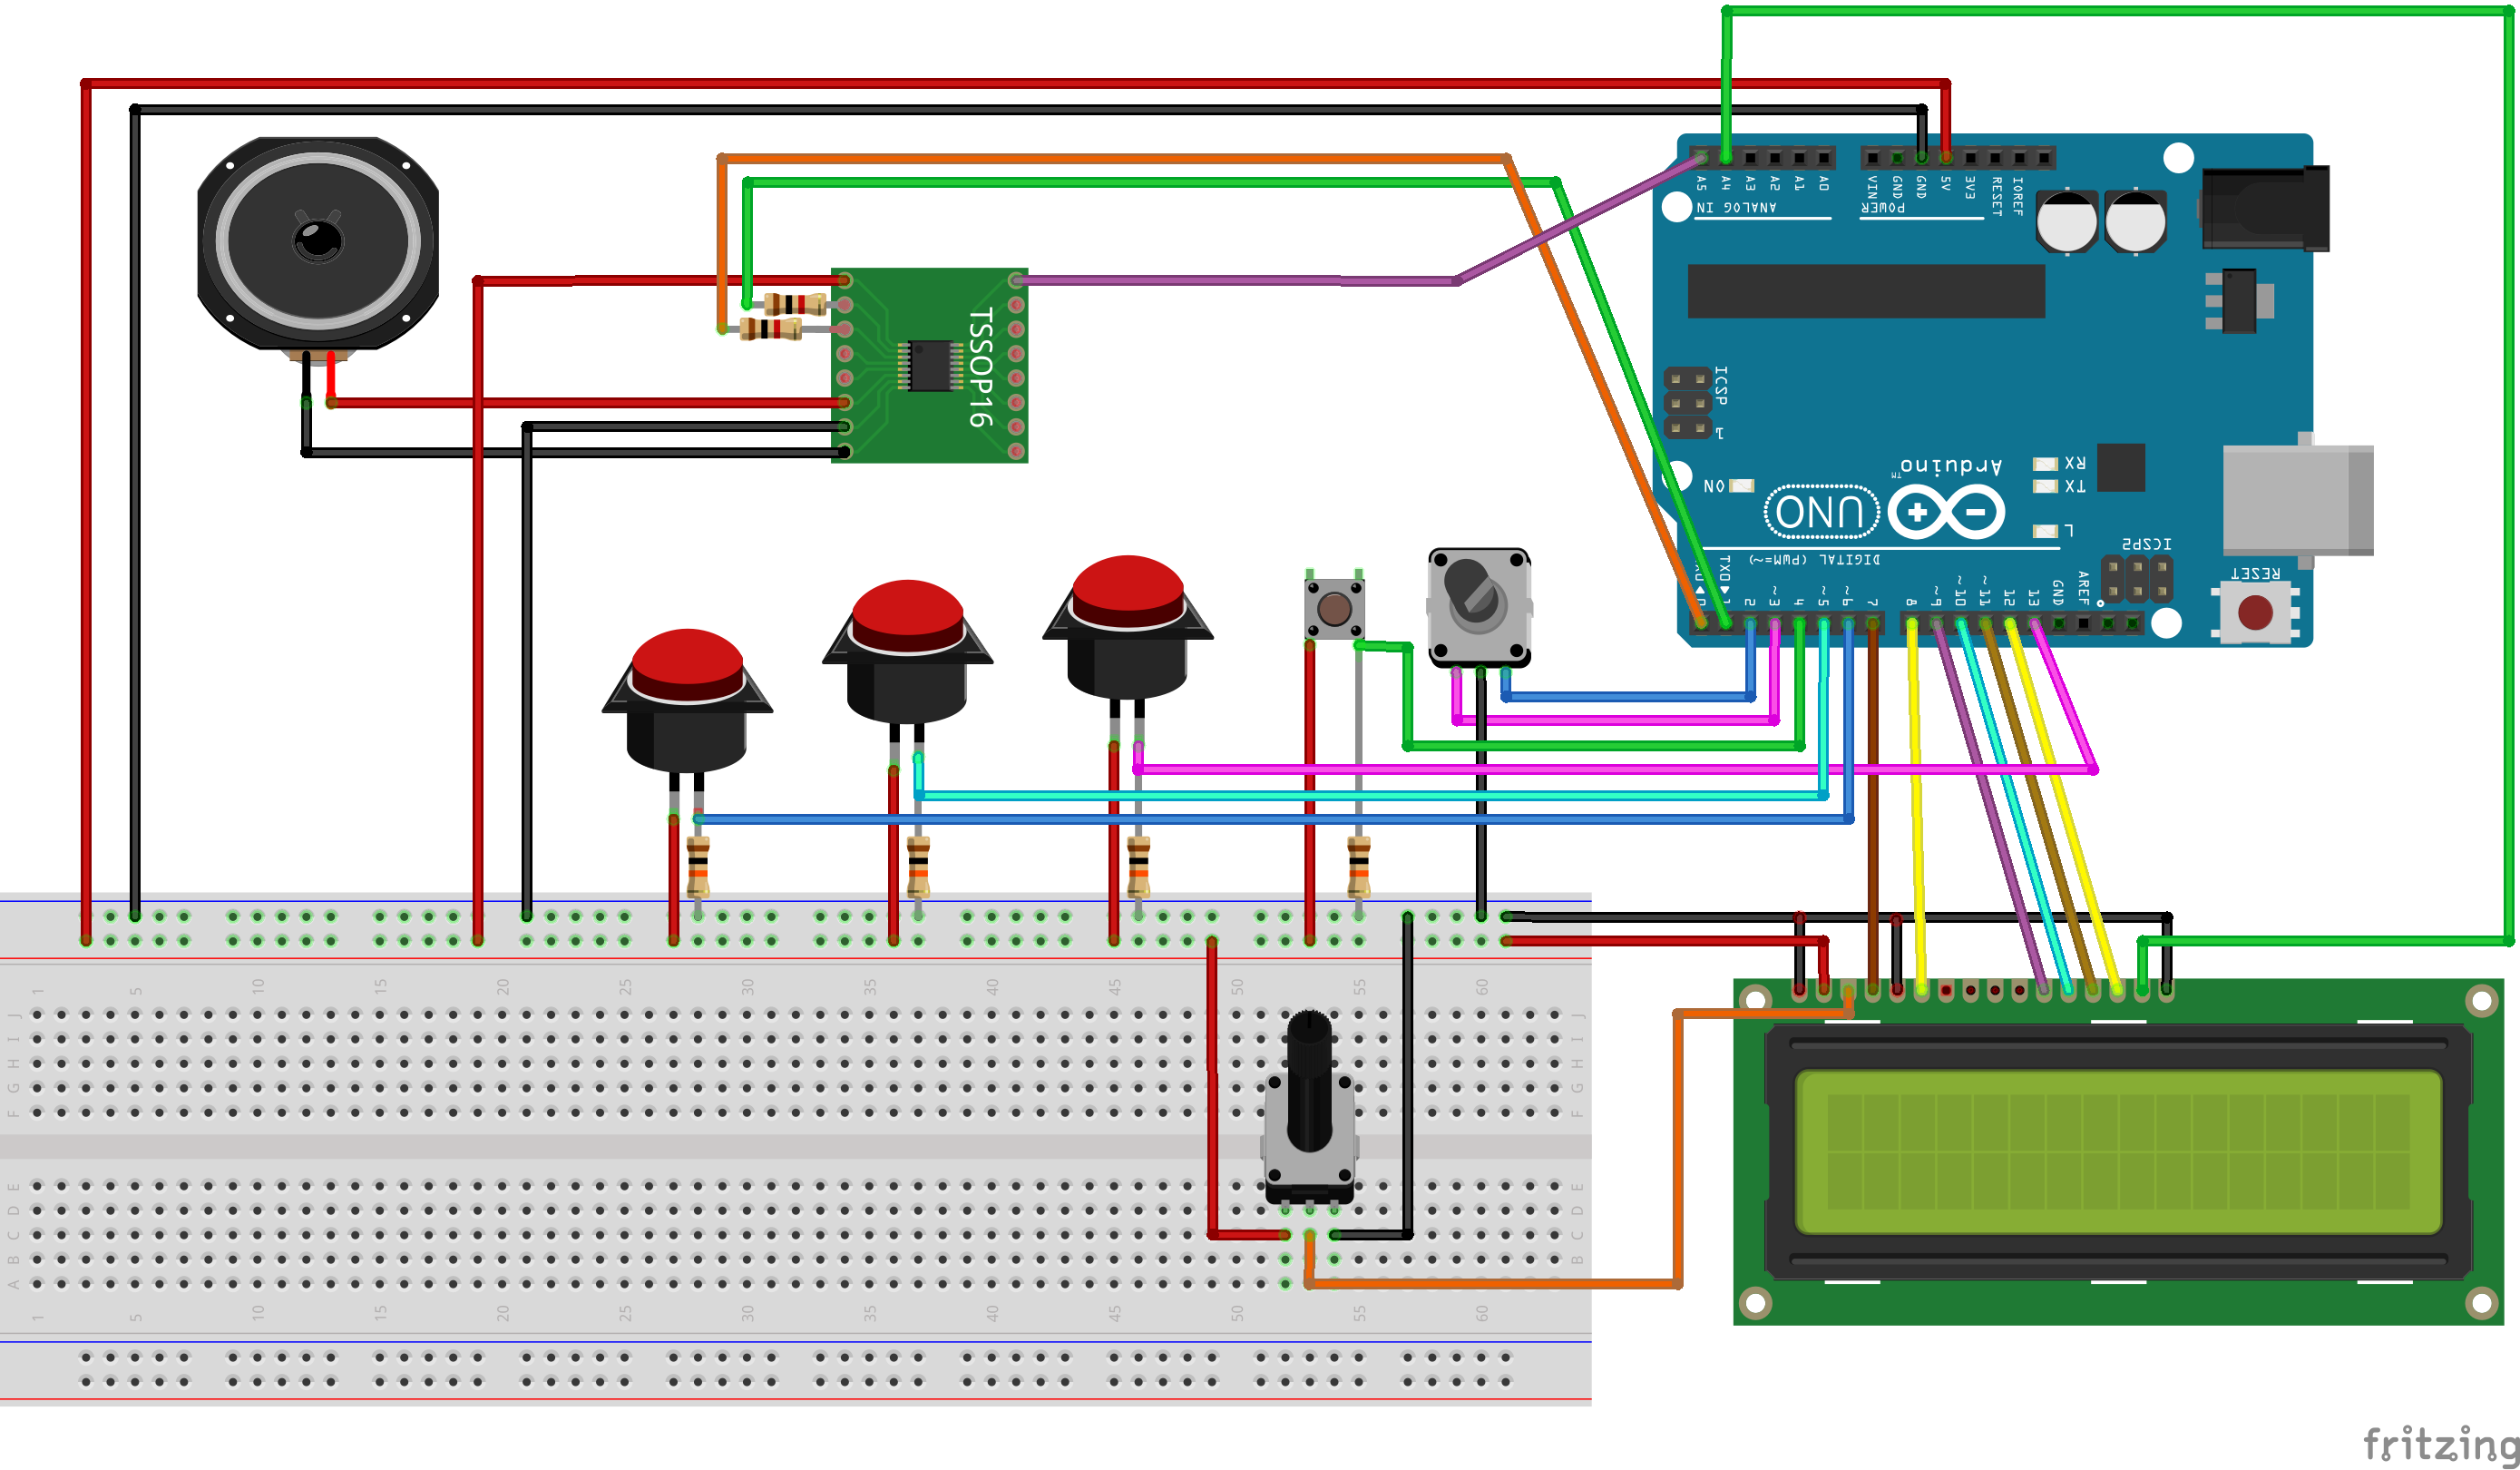 A5 A4 A3 A2 A1 A0
VIN GND GND 5V 3V3 RESET IOREF
ANALOG IN
POWER
TSSOP16
ICSP
1
Arduino
TM
RX
TX
ON
UNO
L
ICSP2
DIGITAL (PWM=~)
RESET
TX0
0 1 2 ~3 4 ~5 ~6 7 8 ~9 ~10 ~11 12 13 GND AREF
1 5 10 15 20 25 30 35 40 45 50 55 60
J J
I I
H H
G G
F F
E E
D D
C C
B B
A A
1 5 10 15 20 25 30 35 40 45 50 55 60
fritzing